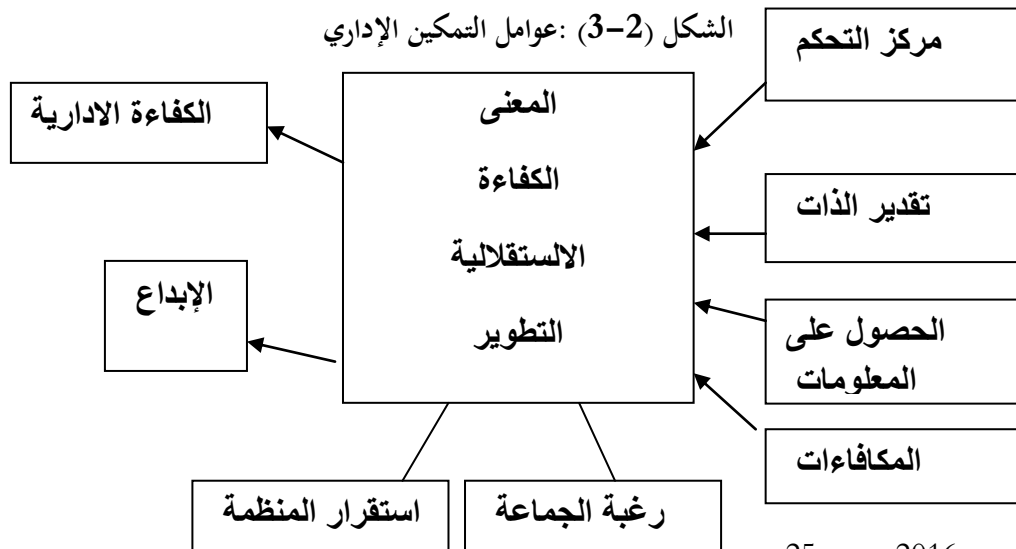 الشكل (2-3) :عوامل التمكين الإداري
مركز التحكم
تقدير الذات
الحصول على
المعلومات
المكافاءات
المعنى
الكفاءة
الالستقلالية
التطوير
الكفاءة الادارية
الإبداع
رغبة الجماعة
استقرار المنظمة